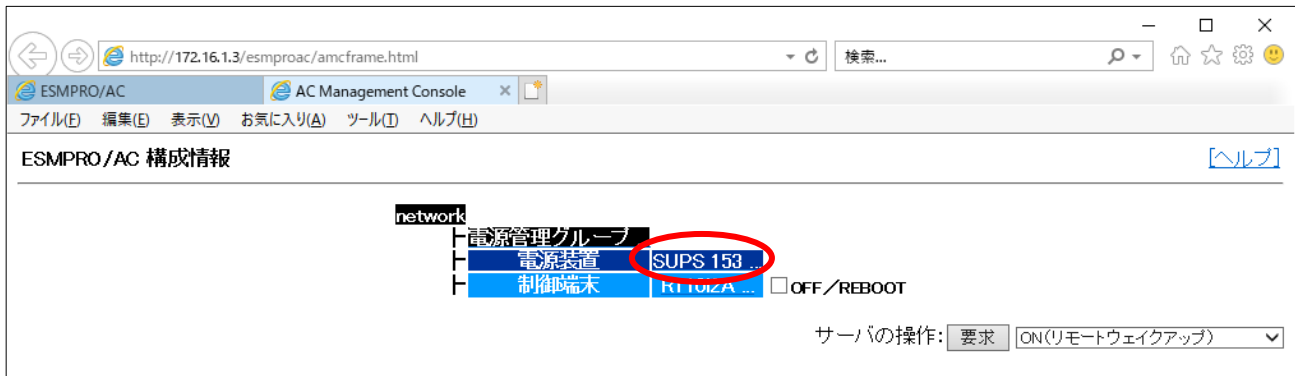 http://172.16.1.3/esmproac/amcframe.html 検索...
ESMPRO/AC AC Management Console
ファイル(F) 編集(E) 表示(V) お気に入り(A) ツール(T) ヘルプ(H)
ESMPRO/AC 構成情報 [ヘルプ]
network
電源管理グループ
電源装置 SUPS 153 ...
制御端末 OFF/REBOOT
サーバの操作: 要求 ON(リモートウェイクアップ)